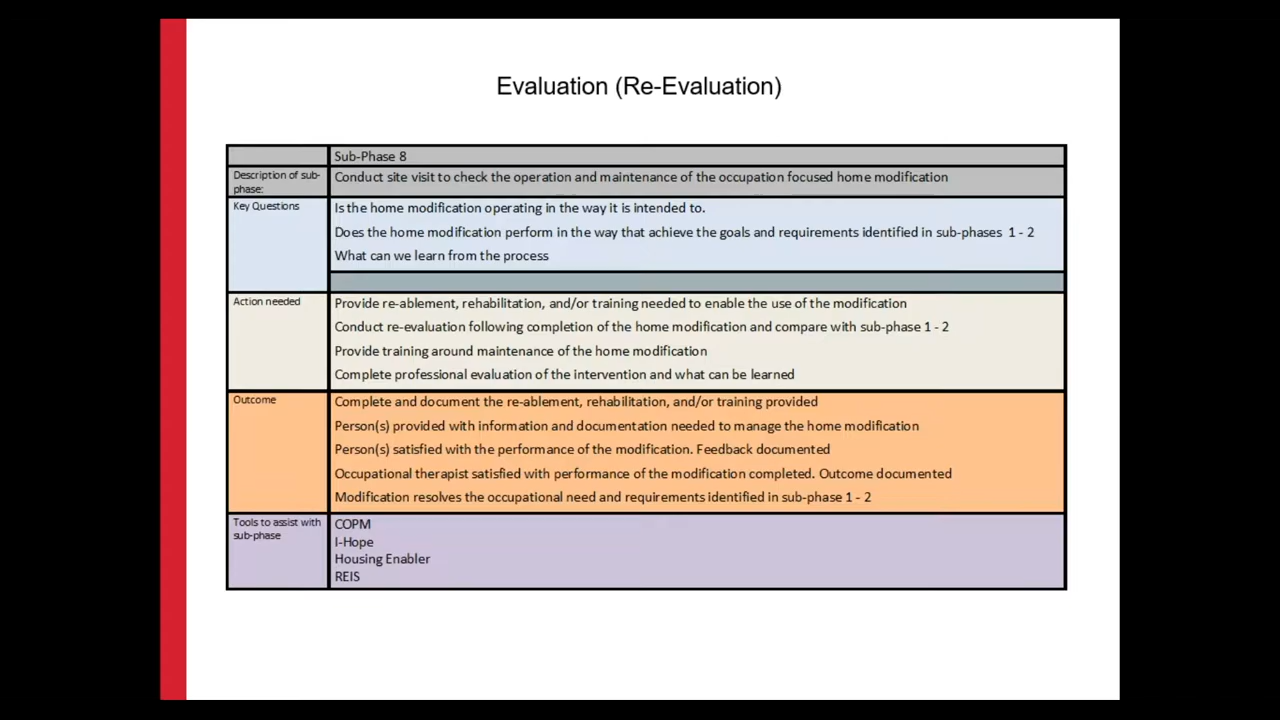 Evaluation (Re-Evaluation)
Sub-Phase 8
Description of sub-
phase:
Conduct site visit to check the operation and maintenance of the occupation focused home modification
Key Questions
Is the home modification operating in the way it is intended to.
Does the home modification perform in the way that achieve the goals and requirements identified in sub-phases 1 - 2
What can we learn from the process
Action needed
Provide re-ablement, rehabilitation, and/or training needed to enable the use of the modification
Conduct re-evaluation following completion of the home modification and compare with sub-phase 1 - 2
Provide training around maintenance of the home modification
Complete professional evaluation of the intervention and what can be learned
Outcome
Complete and document the re-ablement, rehabilitation, and/or training provided
Person(s) provided with information and documentation needed to manage the home modification
Person(s) satisfied with the performance of the modification. Feedback documented
Occupational therapist satisfied with performance of the modification completed. Outcome documented
Modification resolves the occupational need and requirements identified in sub-phase 1 - 2
Tools to assist with
sub-phase
COPM
I-Hope
Housing Enabler
REIS